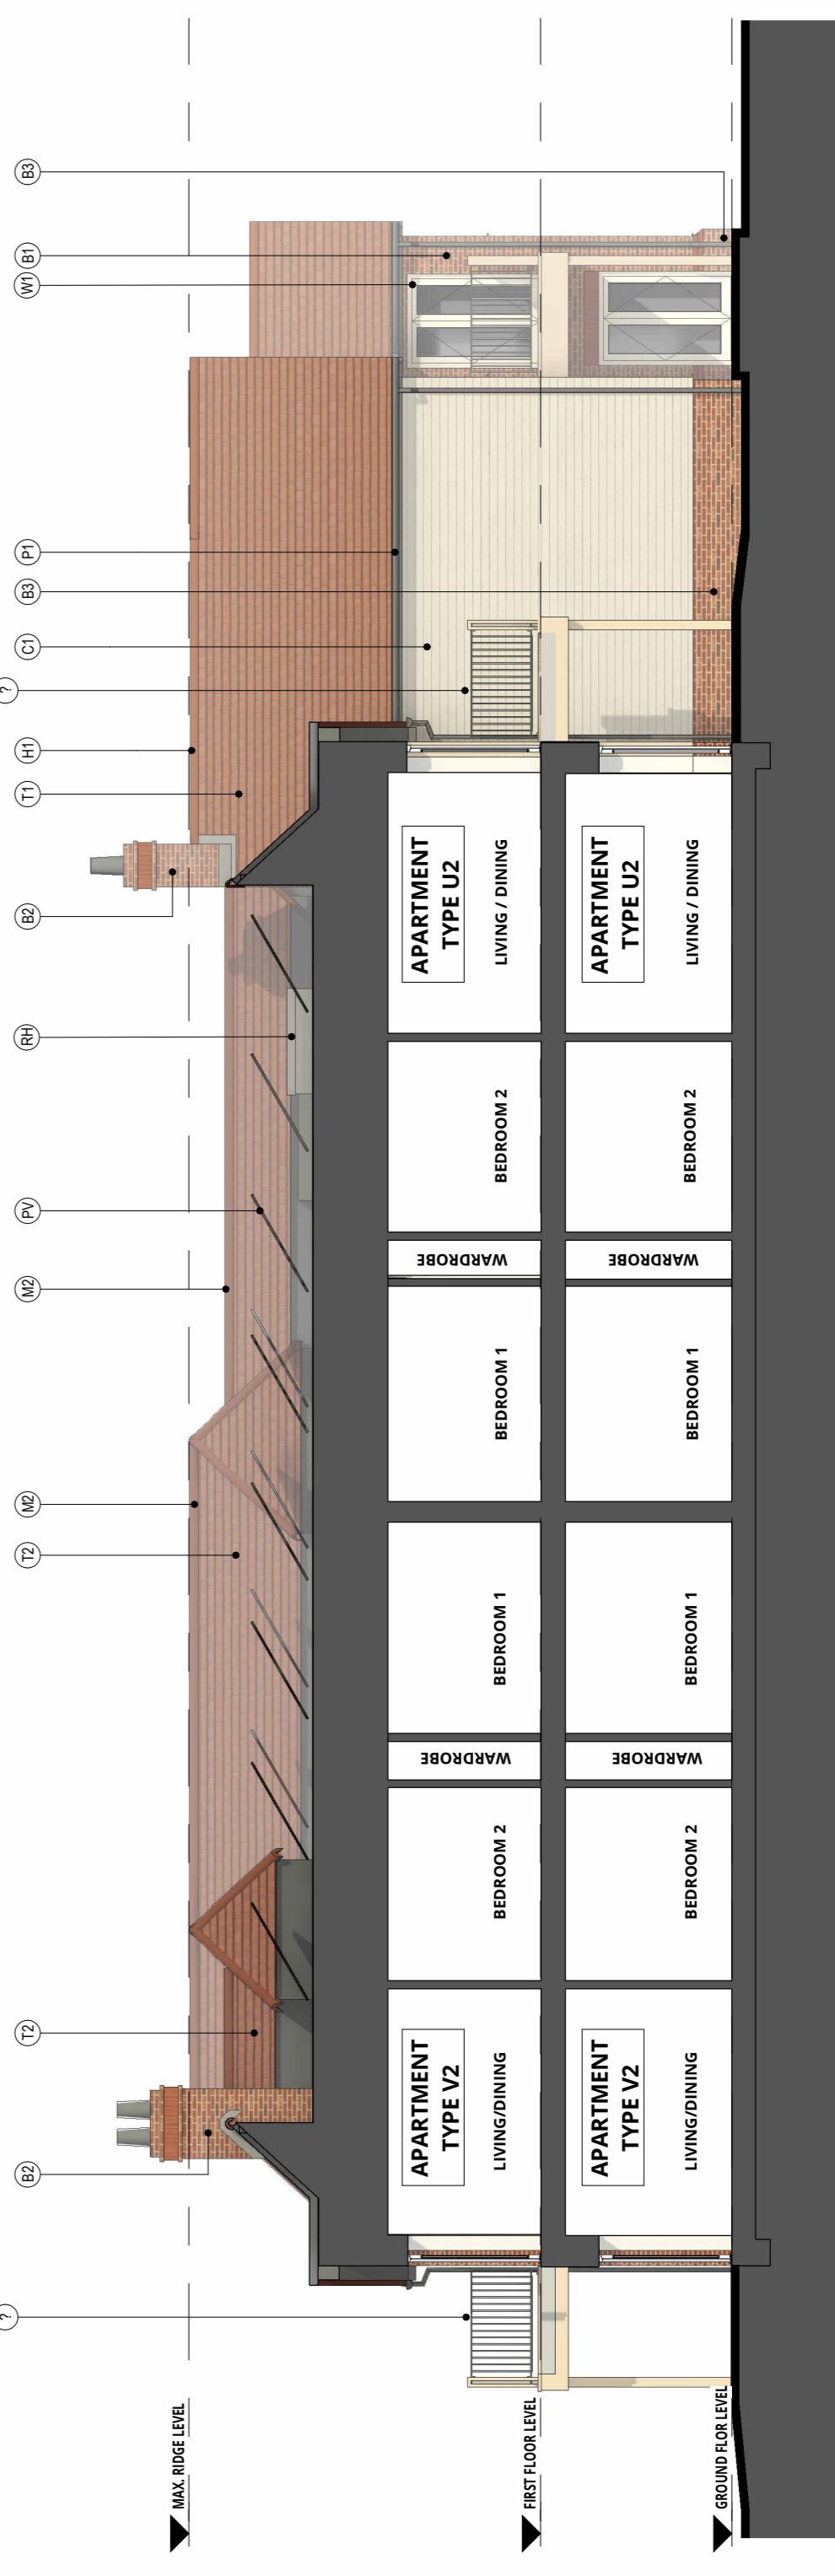 ?
B2
T2
T2
M2
M2
PV
RH
B2
T1
H1
?
C1
B3
P1
W1
B1
B3
MAX. RIDGE LEVEL
APARTMENT
TYPE V2
LIVING/DINING
BEDROOM 2
WARDROBE
BEDROOM 1
BEDROOM 1
WARDROBE
BEDROOM 2
APARTMENT
TYPE U2
LIVING / DINING
FIRST FLOOR LEVEL
APARTMENT
TYPE V2
LIVING/DINING
BEDROOM 2
WARDROBE
BEDROOM 1
BEDROOM 1
WARDROBE
BEDROOM 2
APARTMENT
TYPE U2
LIVING / DINING
GROUND FLOR LEVEL